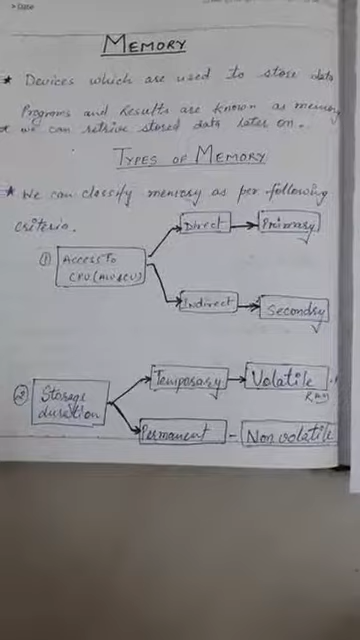 MEMORY
* Devices which are used to store data
Programs and Results are known as memory
* we can retrive stored data later on.
TYPES OF MEMORY
* We can classify memory as per following
criteria.
① Access To
CPU (ALU&CU)
Direct
Primary
Indirect
Secondry
② Storage
duration
Temporary
Volatile
RAM
Permanent
Non volatile